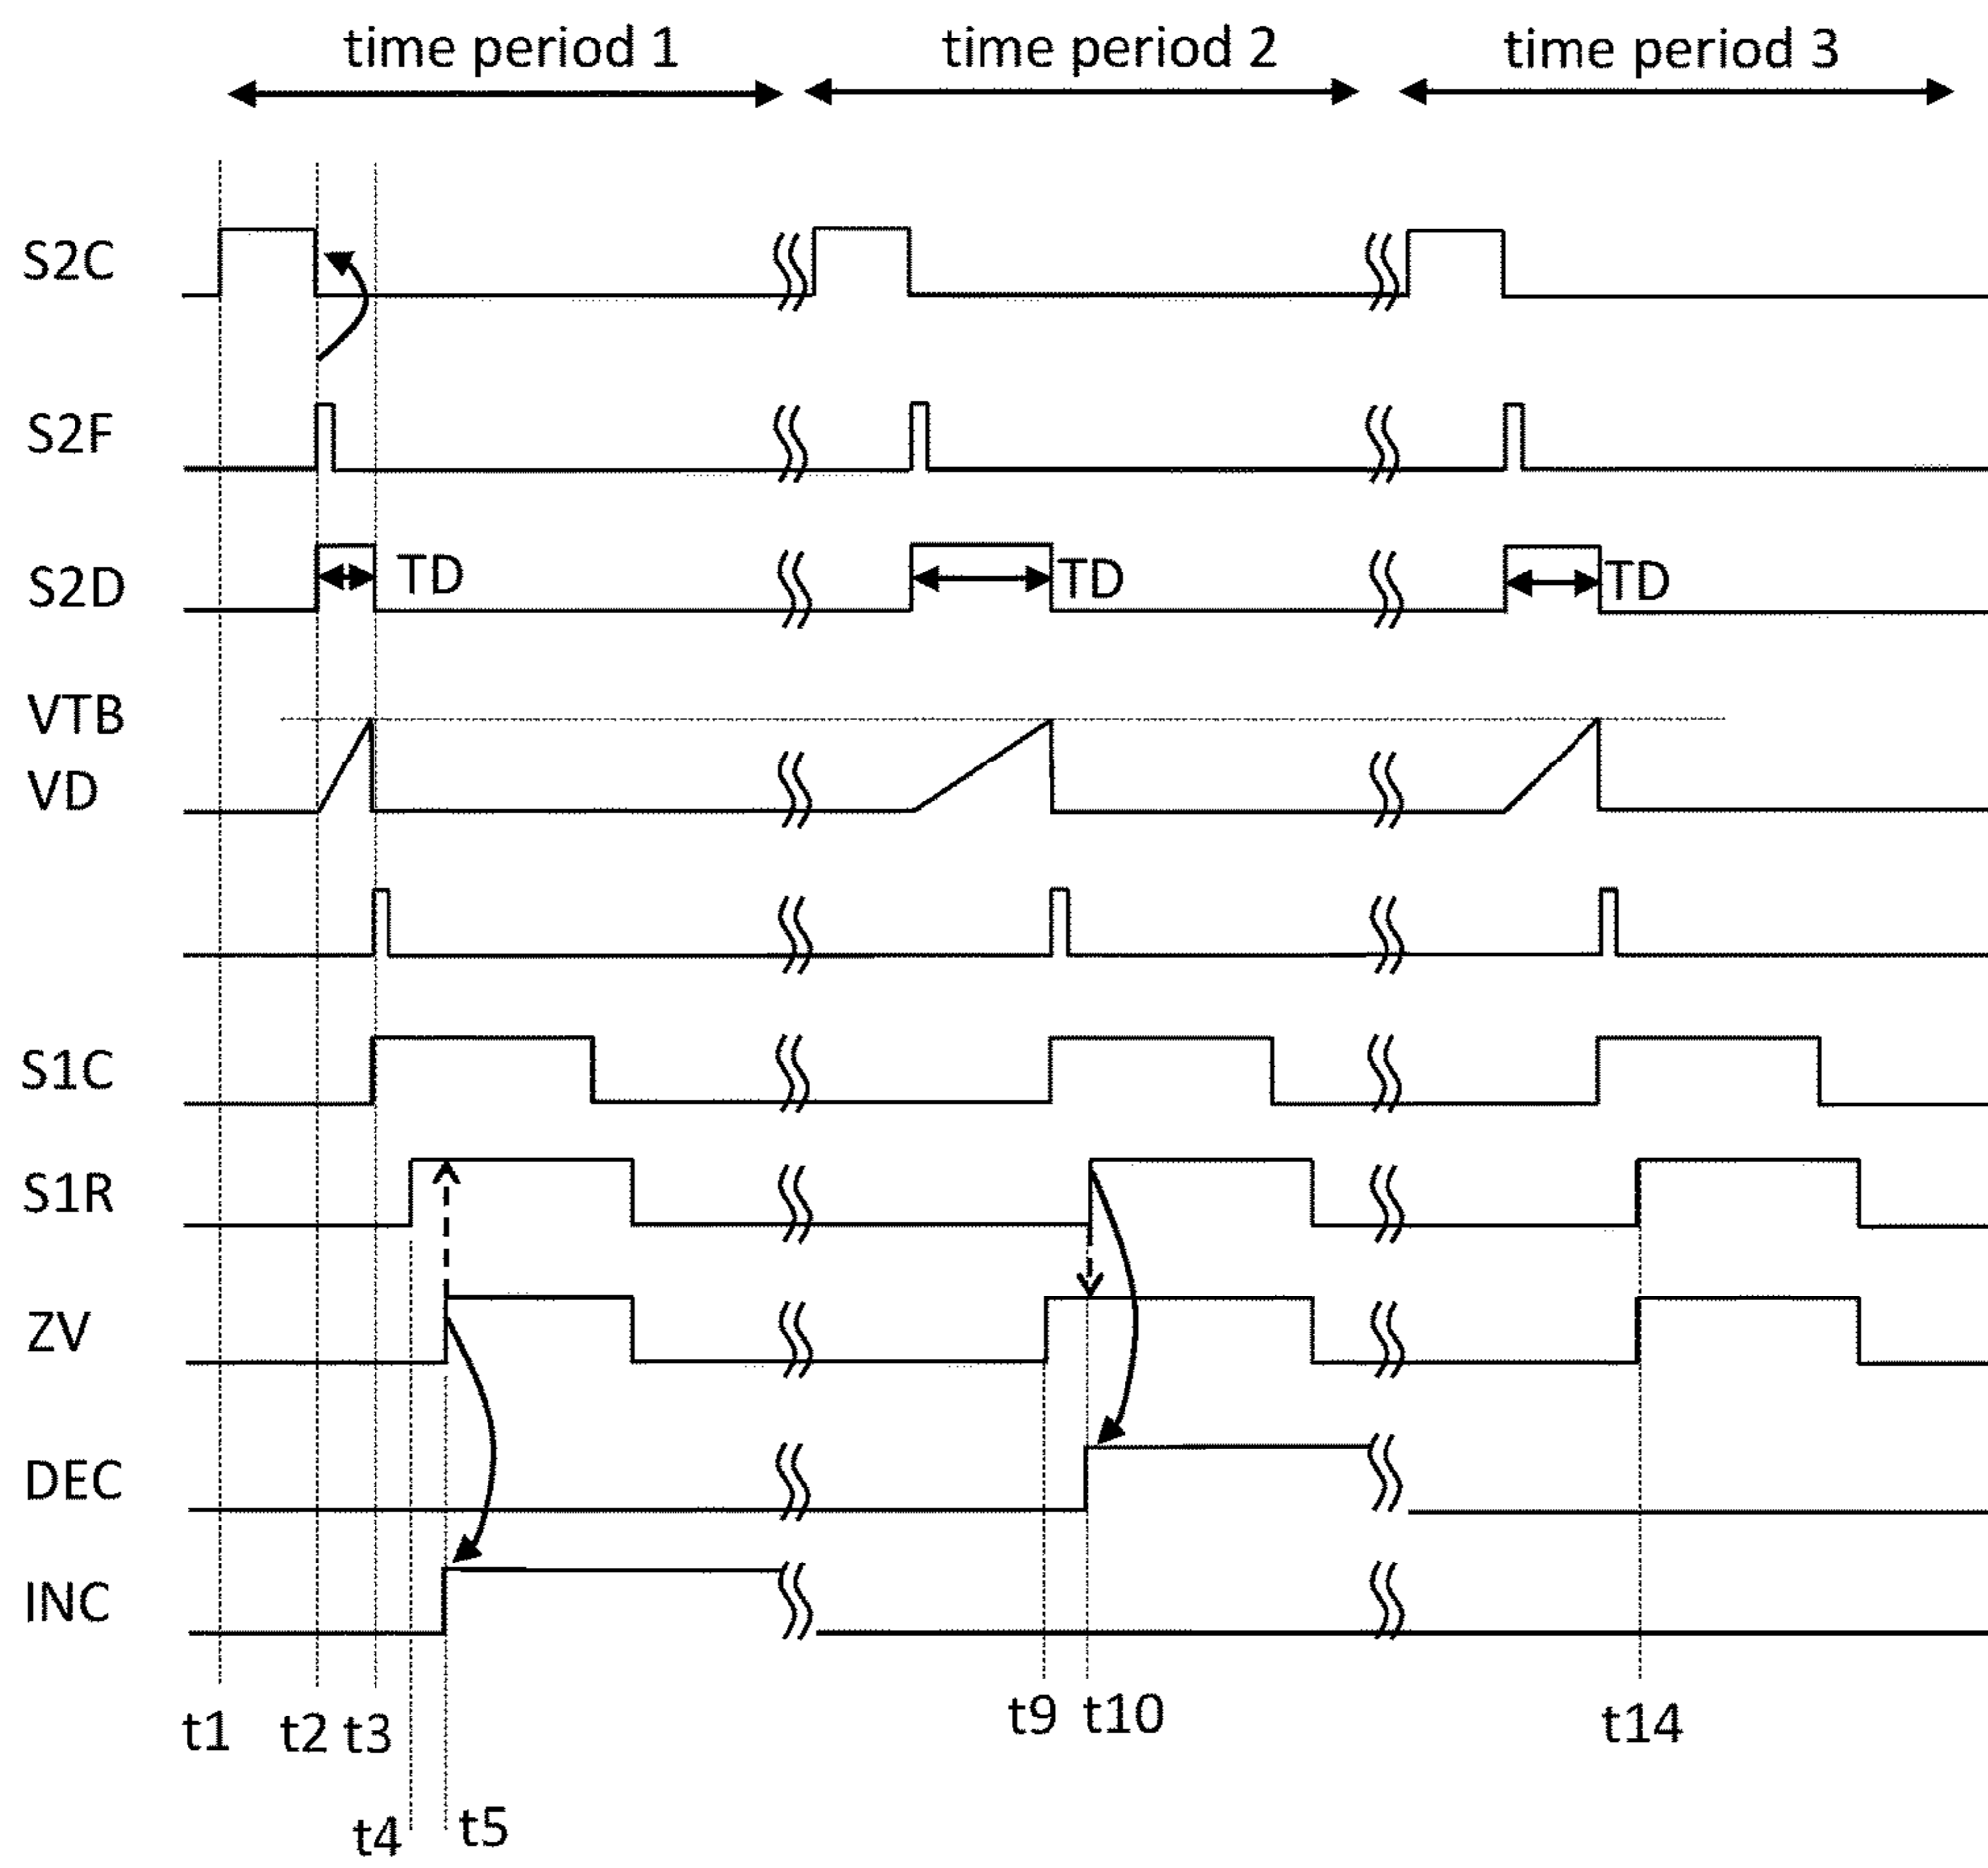 time period 1 time period 2 time period 3
S2C
S2F
S2D TD TD TD
VTB
VD
S1C
S1R
ZV
DEC
INC
t1 t2 t3 t9 t10 t14
t4 t5